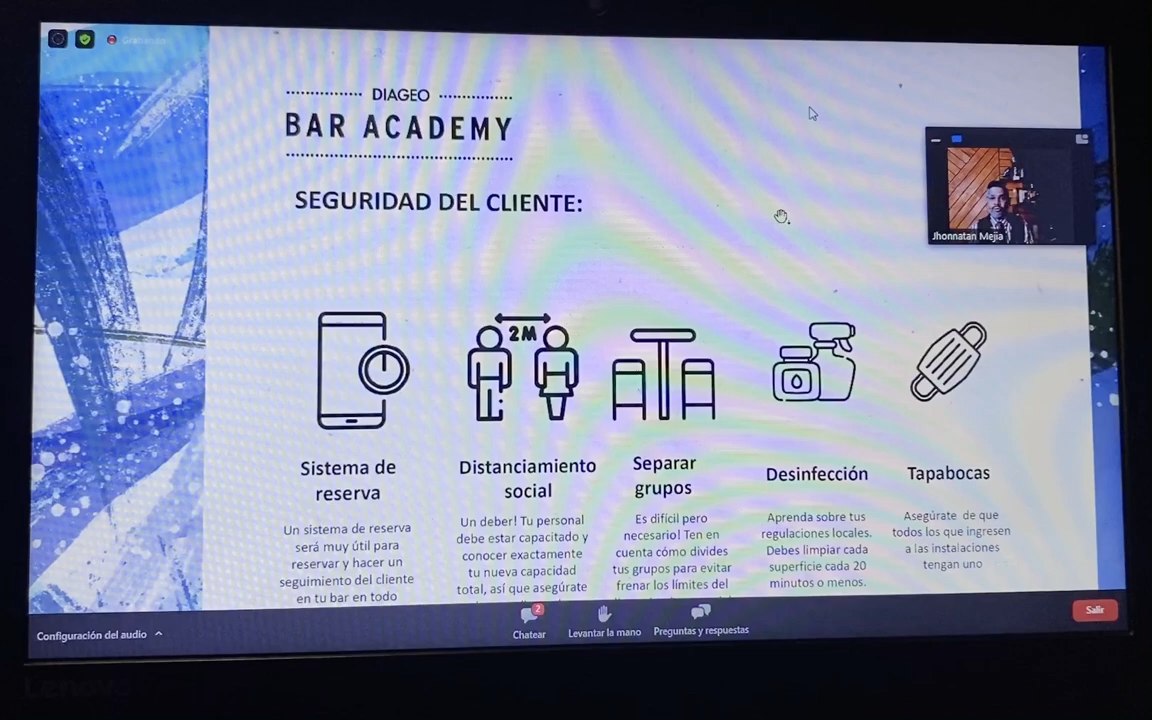 DIAGEO
BAR ACADEMY
SEGURIDAD DEL CLIENTE:
Jhonnatan Mejia
2M
Sistema de
reserva
Un sistema de reserva
será muy útil para
reservar y hacer un
seguimiento del cliente
en tu bar en todo
Distanciamiento
social
Un deber! Tu personal
debe estar capacitado y
conocer exactamente
tu nueva capacidad
total, así que asegúrate
Separar
grupos
Es difícil pero
necesario! Ten en
cuenta cómo divides
tus grupos para evitar
frenar los límites del
Desinfección
Aprenda sobre tus
regulaciones locales.
Debes limpiar cada
superficie cada 20
minutos o menos.
Tapabocas
Asegúrate de que
todos los que ingresen
a las instalaciones
tengan uno
Configuración del audio
2
Chatear
Levantar la mano
Preguntas y respuestas
Salir
Lenovo